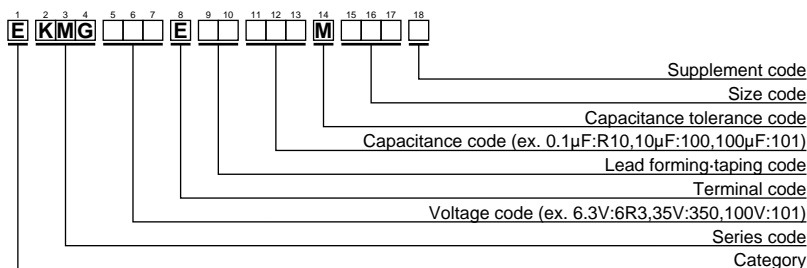 1 2 3 4 5 6 7 8 9 10 11 12 13 14 15 16 17 18
E K M G E M
Supplement code
Size code
Capacitance tolerance code
Capacitance code (ex. 0.1μF:R10,10μF:100,100μF:101)
Lead forming·taping code
Terminal code
Voltage code (ex. 6.3V:6R3,35V:350,100V:101)
Series code
Category